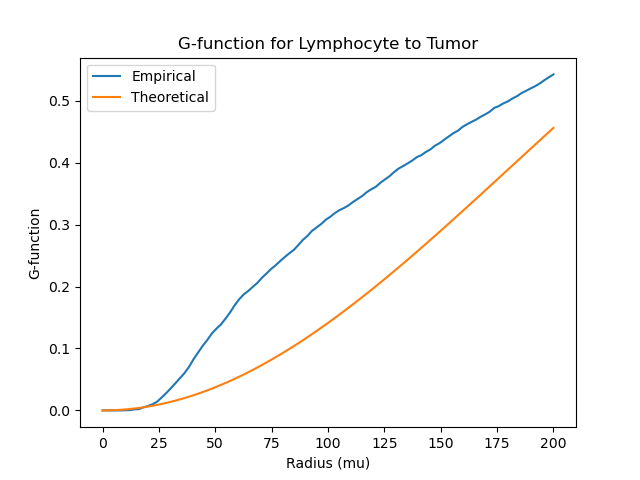 G-function for Lymphocyte to Tumor
Empirical
Theoretical
G-function
0.5
0.4
0.3
0.2
0.1
0.0
0 25 50 75 100 125 150 175 200
Radius (mu)